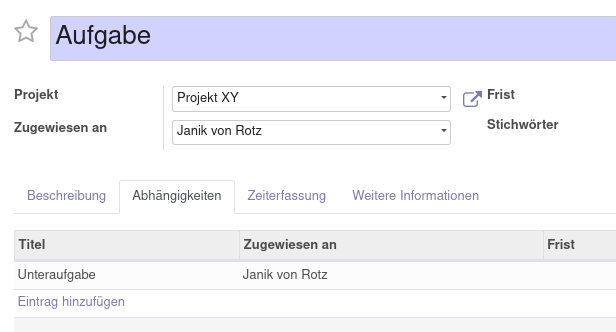 Aufgabe
Projekt Projekt XY Frist
Zugewiesen an Janik von Rotz Stichwörter
Beschreibung Abhängigkeiten Zeiterfassung Weitere Informationen
Titel Zugewiesen an Frist
Unteraufgabe Janik von Rotz
Eintrag hinzufügen